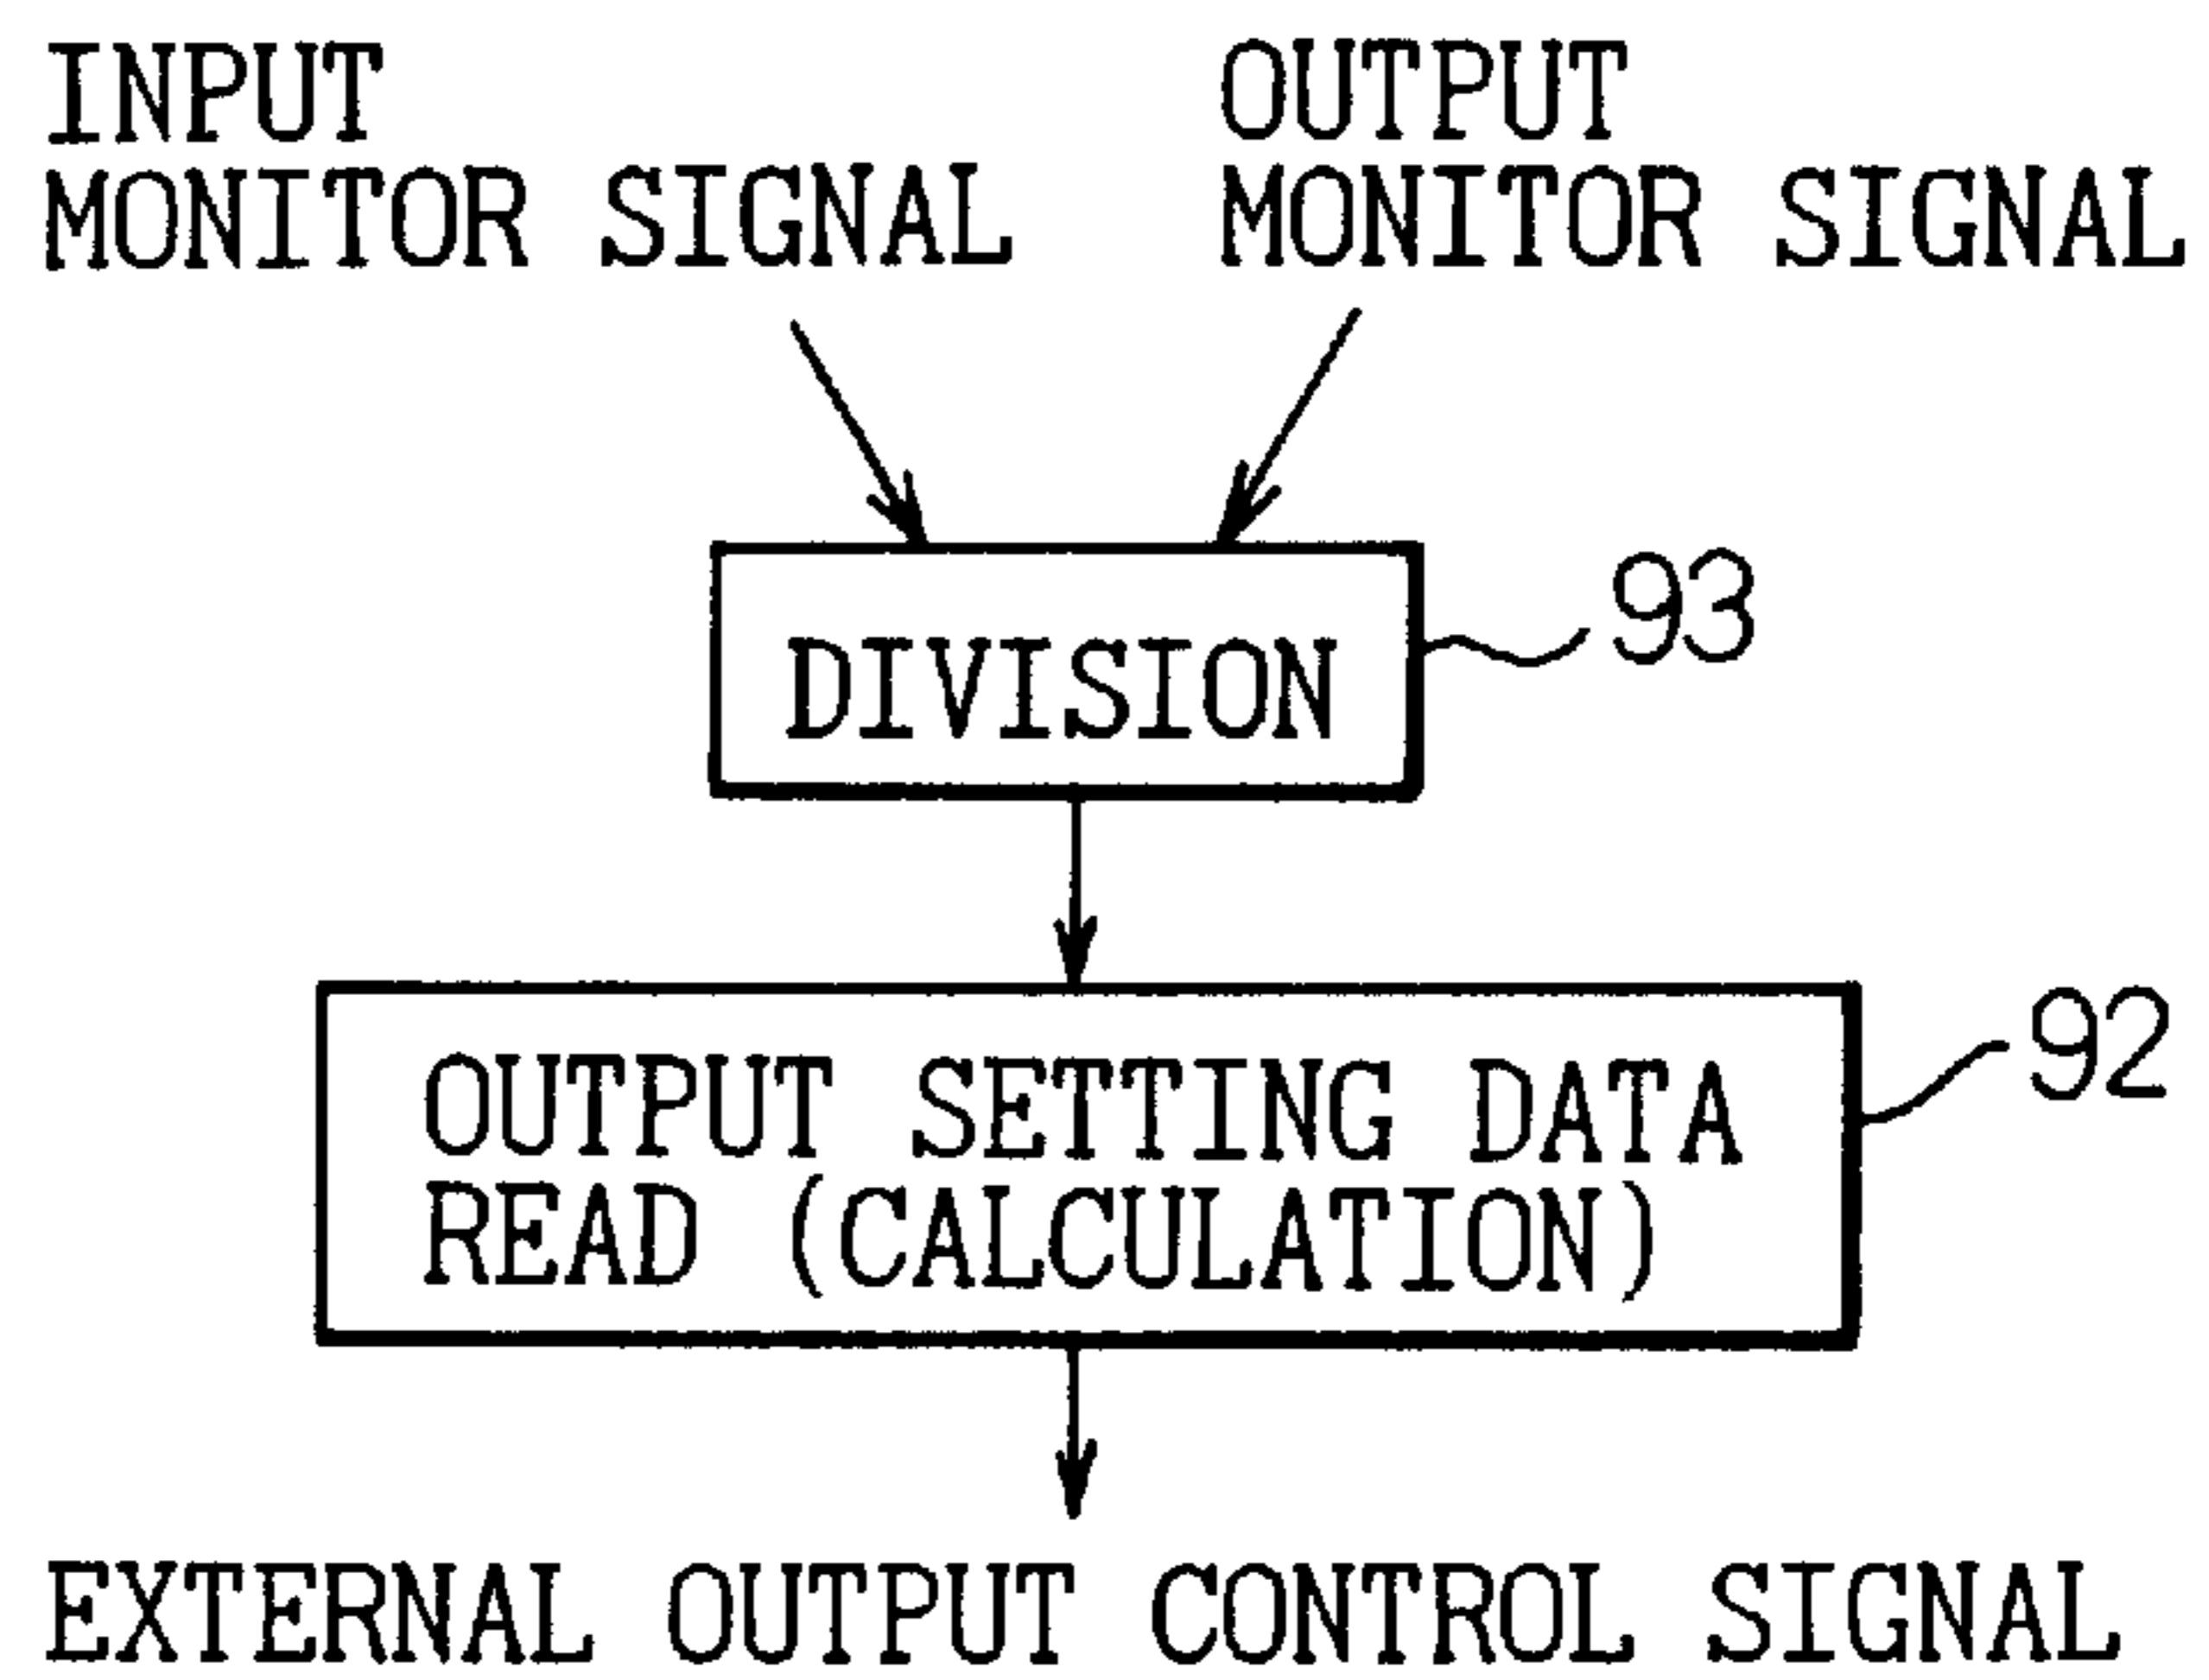 INPUT
MONITOR SIGNAL
OUTPUT
MONITOR SIGNAL
DIVISION
93
OUTPUT SETTING DATA
READ (CALCULATION)
92
EXTERNAL OUTPUT CONTROL SIGNAL